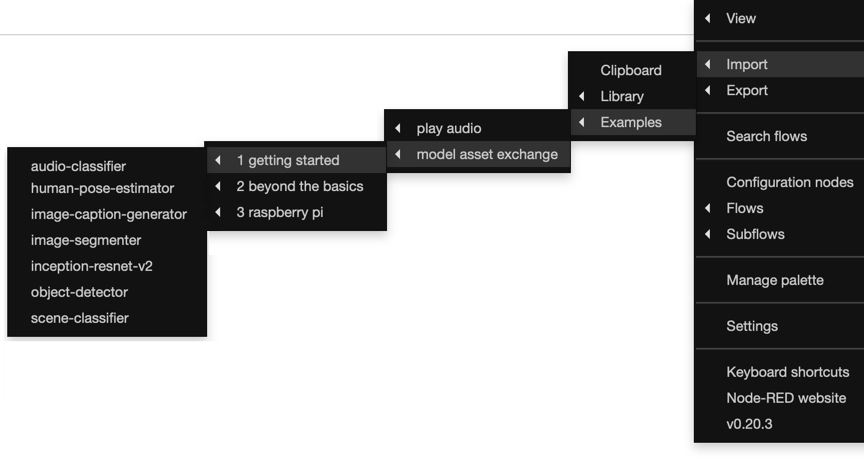 View
Import
Export
Search flows
Configuration nodes
Flows
Subflows
Manage palette
Settings
Keyboard shortcuts
Node-RED website
v0.20.3
Clipboard
Library
Examples
play audio
model asset exchange
1 getting started
2 beyond the basics
3 raspberry pi
audio-classifier
human-pose-estimator
image-caption-generator
image-segmenter
inception-resnet-v2
object-detector
scene-classifier